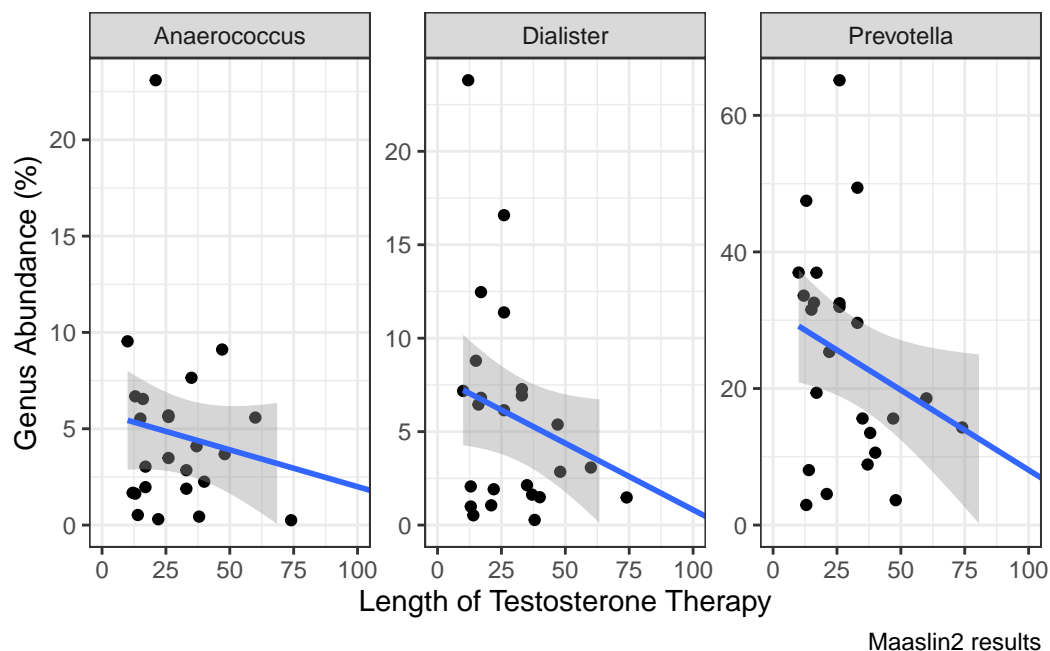 Anaerococcus
Dialister
Prevotella
Genus Abundance (%)
20
15
10
5
0
20
15
10
5
0
60
40
20
0
0 25 50 75 100
0 25 50 75 100
0 25 50 75 100
Length of Testosterone Therapy
Maaslin2 results